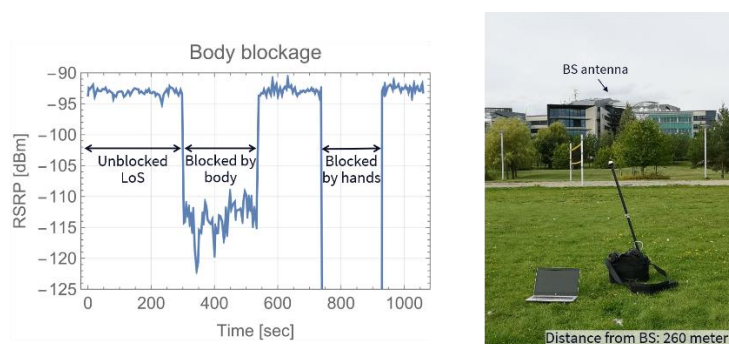 Body blockage
−90
−95
−100
−105
−110
−115
−120
−125
RSRP [dBm]
Unblocked
LoS
Blocked by
body
Blocked
by hands
0
200
400
600
800
1000
Time [sec]
BS antenna
Distance from BS: 260 meter